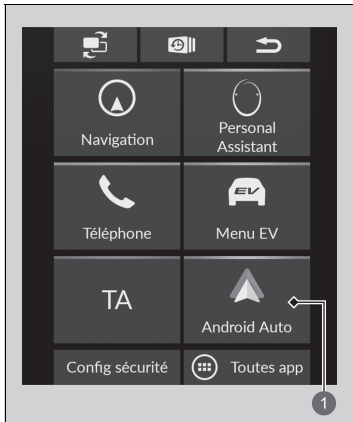 Navigation
Personal
Assistant
EV
Téléphone
Menu EV
TA
Android Auto
Config sécurité
Toutes app
1